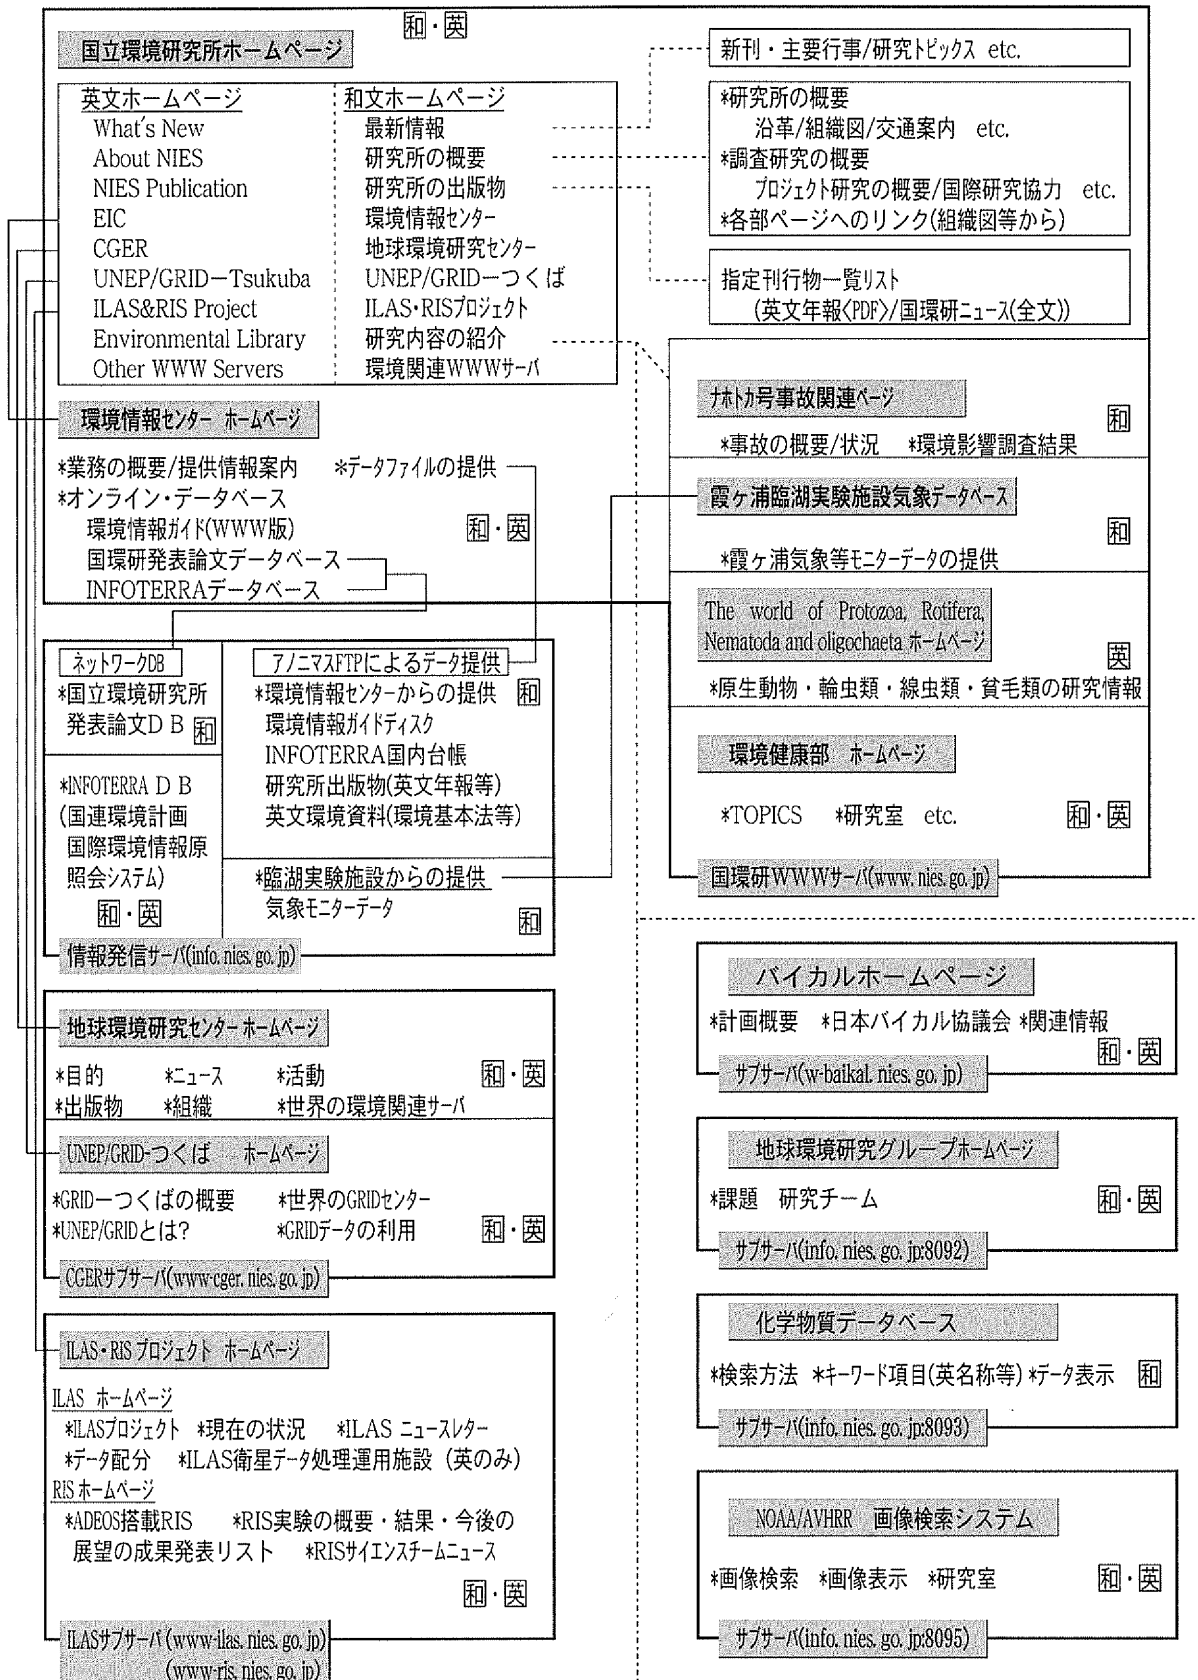 和・英
国立環境研究所ホームページ
英文ホームページ
What's New
About NIES
NIES Publication
EIC
CGER
UNEP/GRIDーTsukuba
ILAS&RIS Project
Environmental Library
Other WWW Servers
和文ホームページ
最新情報
研究所の概要
研究所の出版物
環境情報センター
地球環境研究センター
UNEP/GRIDーつくば
ILAS・RISプロジェクト
研究内容の紹介
環境関連WWWサーバ
新刊・主要行事/研究トピックス etc.
*研究所の概要
沿革/組織図/交通案内 etc.
*調査研究の概要
プロジェクト研究の概要/国際研究協力 etc.
*各部ページへのリンク(組織図等から)
指定刊行物一覧リスト
(英文年報〈PDF〉/国環研ニュース(全文))
環境情報センター ホームページ
*業務の概要/提供情報案内 *データファイルの提供
*オンライン・データベース
環境情報ガイド(WWW版)
和・英
国環研発表論文データベース
INFOTERRAデータベース
ナホトカ号事故関連ページ
和
*事故の概要/状況 *環境影響調査結果
霞ヶ浦臨湖実験施設気象データベース
和
*霞ヶ浦気象等モニターデータの提供
The world of Protozoa, Rotifera,
Nematoda and oligochaeta ホームページ
英
*原生動物・輪虫類・線虫類・貧毛類の研究情報
環境健康部 ホームページ
*TOPICS *研究室 etc. 和・英
国環研WWWサーバ(www.nies.go.jp)
ネットワークDB
*国立環境研究所
発表論文ＤＢ 和
*INFOTERRA ＤＢ
(国連環境計画
国際環境情報原
照会システム)
和・英
アノニマスFTPによるデータ提供
*環境情報センターからの提供 和
環境情報ガイドディスク
INFOTERRA国内台帳
研究所出版物(英文年報等)
英文環境資料(環境基本法等)
*臨湖実験施設からの提供
気象モニターデータ
和
情報発信サーバ(info.nies.go.jp)
地球環境研究センター ホームページ
*目的 *ニュース *活動 和・英
*出版物 *組織 *世界の環境関連サーバ
UNEP/GRID-つくば ホームページ
*GRIDーつくばの概要 *世界のGRIDセンター
*UNEP/GRIDとは? *GRIDデータの利用 和・英
CGERサブサーバ(www-cger.nies.go.jp)
ILAS・RISプロジェクト ホームページ
ILAS ホームページ
*ILASプロジェクト *現在の状況 *ILAS ニュースレター
*データ配分 *ILAS衛星データ処理運用施設（英のみ）
RISホームページ
*ADEOS搭載RIS *RIS実験の概要・結果・今後の
展望の成果発表リスト *RISサイエンスチームニュース
和・英
ILASサブサーバ(www-ilas.nies.go.jp)
(www-ris.nies.go.jp)
バイカルホームページ
*計画概要 *日本バイカル協議会 *関連情報
和・英
サブサーバ(w-baikal.nies.go.jp)
地球環境研究グループホームページ
*課題 研究チーム 和・英
サブサーバ(info.nies.go.jp:8092)
化学物質データベース
*検索方法 *キーワード項目(英名称等) *データ表示 和
サブサーバ(info.nies.go.jp:8093)
NOAA/AVHRR 画像検索システム
*画像検索 *画像表示 *研究室 和・英
サブサーバ(info.nies.go.jp:8095)